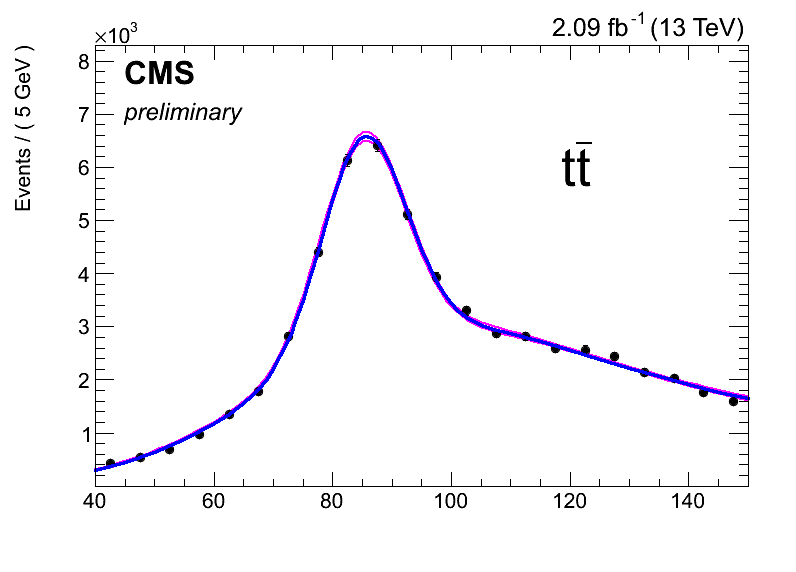 2.09 fb⁻¹ (13 TeV)
×10³
CMS
preliminary
tt̄
Events / ( 5 GeV )
8
7
6
5
4
3
2
1
40 60 80 100 120 140